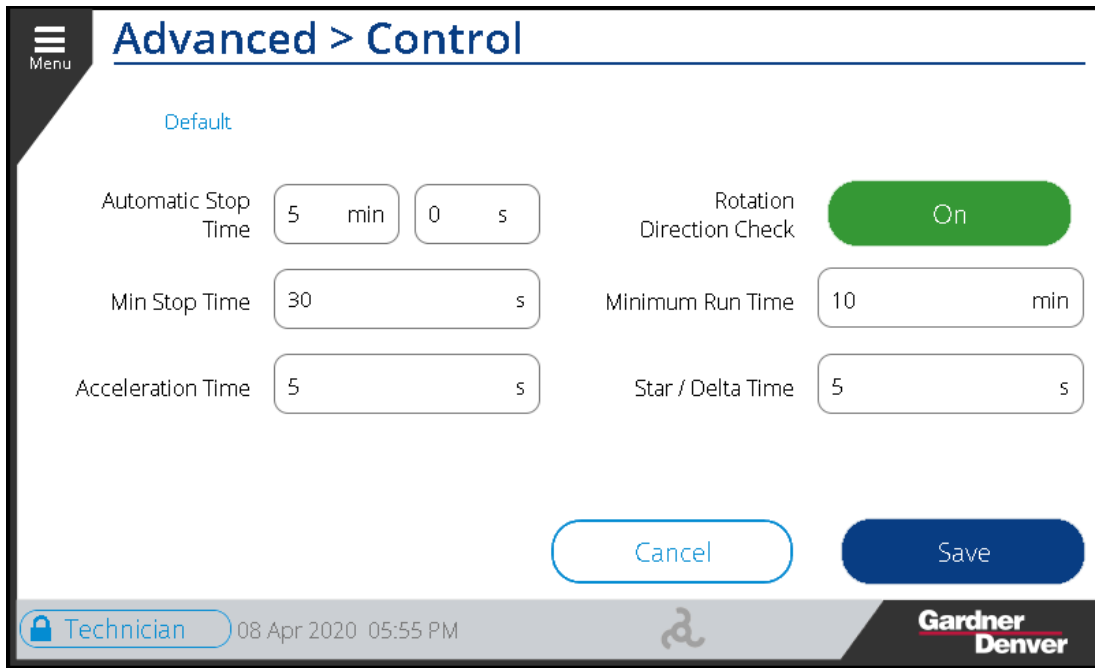 Menu
Advanced > Control
Default
Automatic Stop
Time
5 min
0 s
Rotation
Direction Check
On
Min Stop Time
30 s
Minimum Run Time
10 min
Acceleration Time
5 s
Star / Delta Time
5 s
Cancel
Save
Technician
08 Apr 2020 05:55 PM
Gardner
Denver